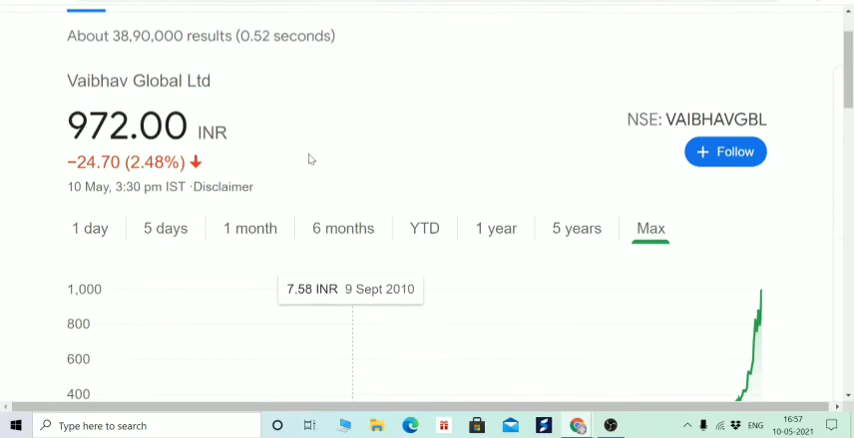 About 38,90,000 results (0.52 seconds)
Vaibhav Global Ltd
972.00 INR
NSE: VAIBHAVGBL
−24.70 (2.48%)
+ Follow
10 May, 3:30 pm IST ·Disclaimer
1 day 5 days 1 month 6 months YTD 1 year 5 years Max
7.58 INR 9 Sept 2010
1,000
800
600
400
Type here to search
ENG
16:57
10-05-2021